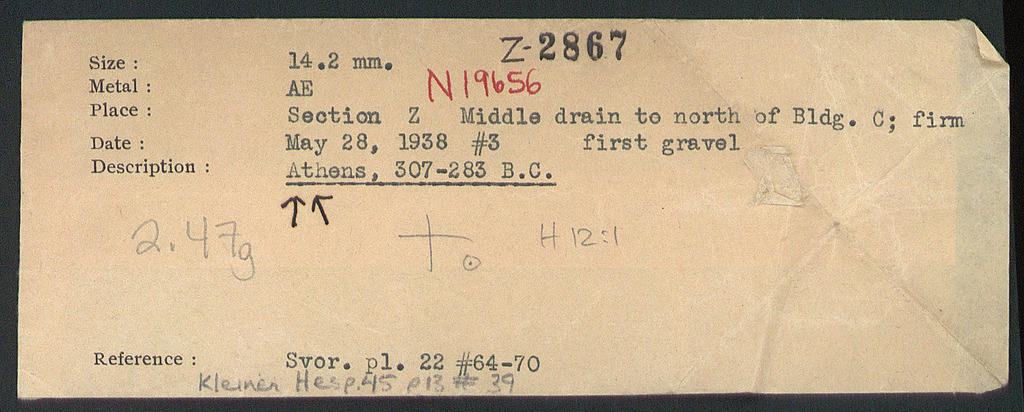 Z-2867
Size : 14.2 mm.
Metal : AE N19656
Place : Section Z Middle drain to north of Bldg. C; firm
Date : May 28, 1938 #3 first gravel
Description : Athens, 307-283 B.C.
↑↑
2.47g H 12:1
Reference : Svor. pl. 22 #64-70
Kleiner Hesp.45 p13 # 39